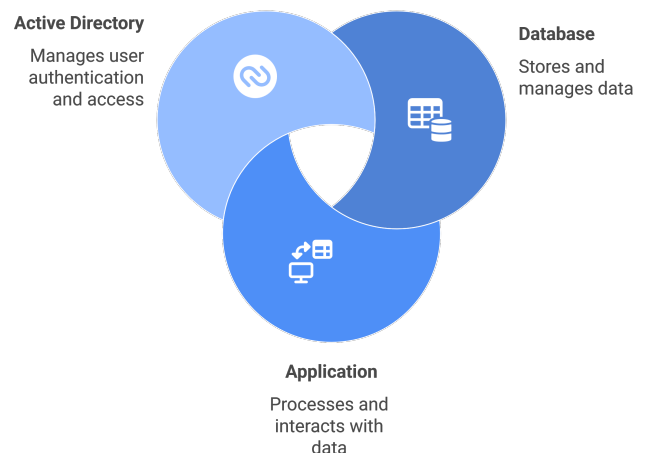 Active Directory
Manages user
authentication
and access
Database
Stores and
manages data
Application
Processes and
interacts with
data